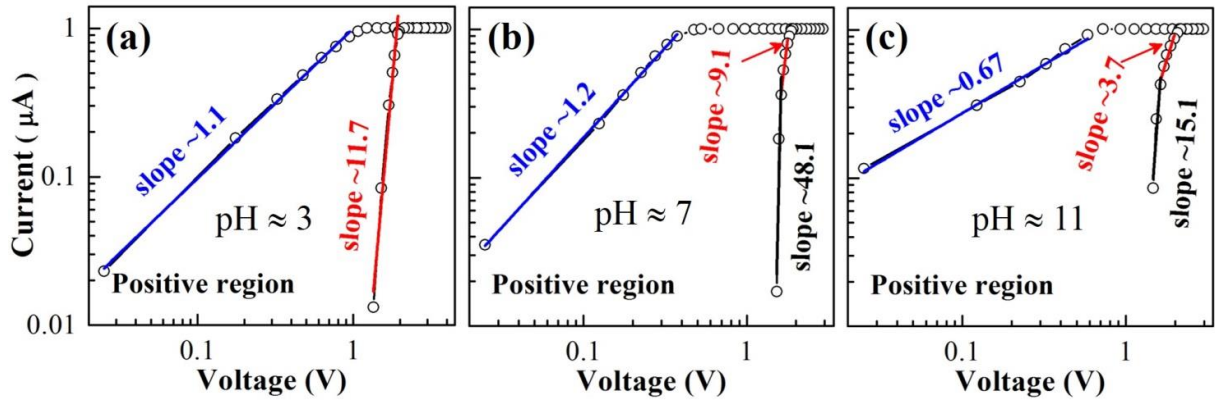 (a)
(b)
(c)
Current ( μA)
1
0.1
0.01
slope ~1.1
slope ~11.7
pH ≈ 3
Positive region
0.1
1
Voltage (V)
slope ~1.2
slope ~9.1
slope ~48.1
pH ≈ 7
Positive region
0.1
1
Voltage (V)
slope ~0.67
slope ~3.7
slope ~15.1
pH ≈ 11
Positive region
0.1
1
Voltage (V)